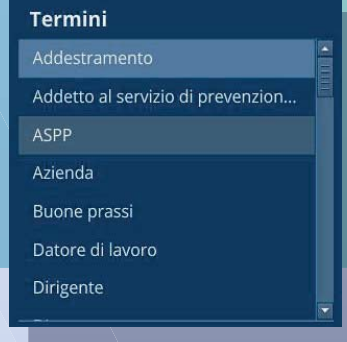 Termini
Addestramento
Addetto al servizio di prevenzion...
ASPP
Azienda
Buone prassi
Datore di lavoro
Dirigente